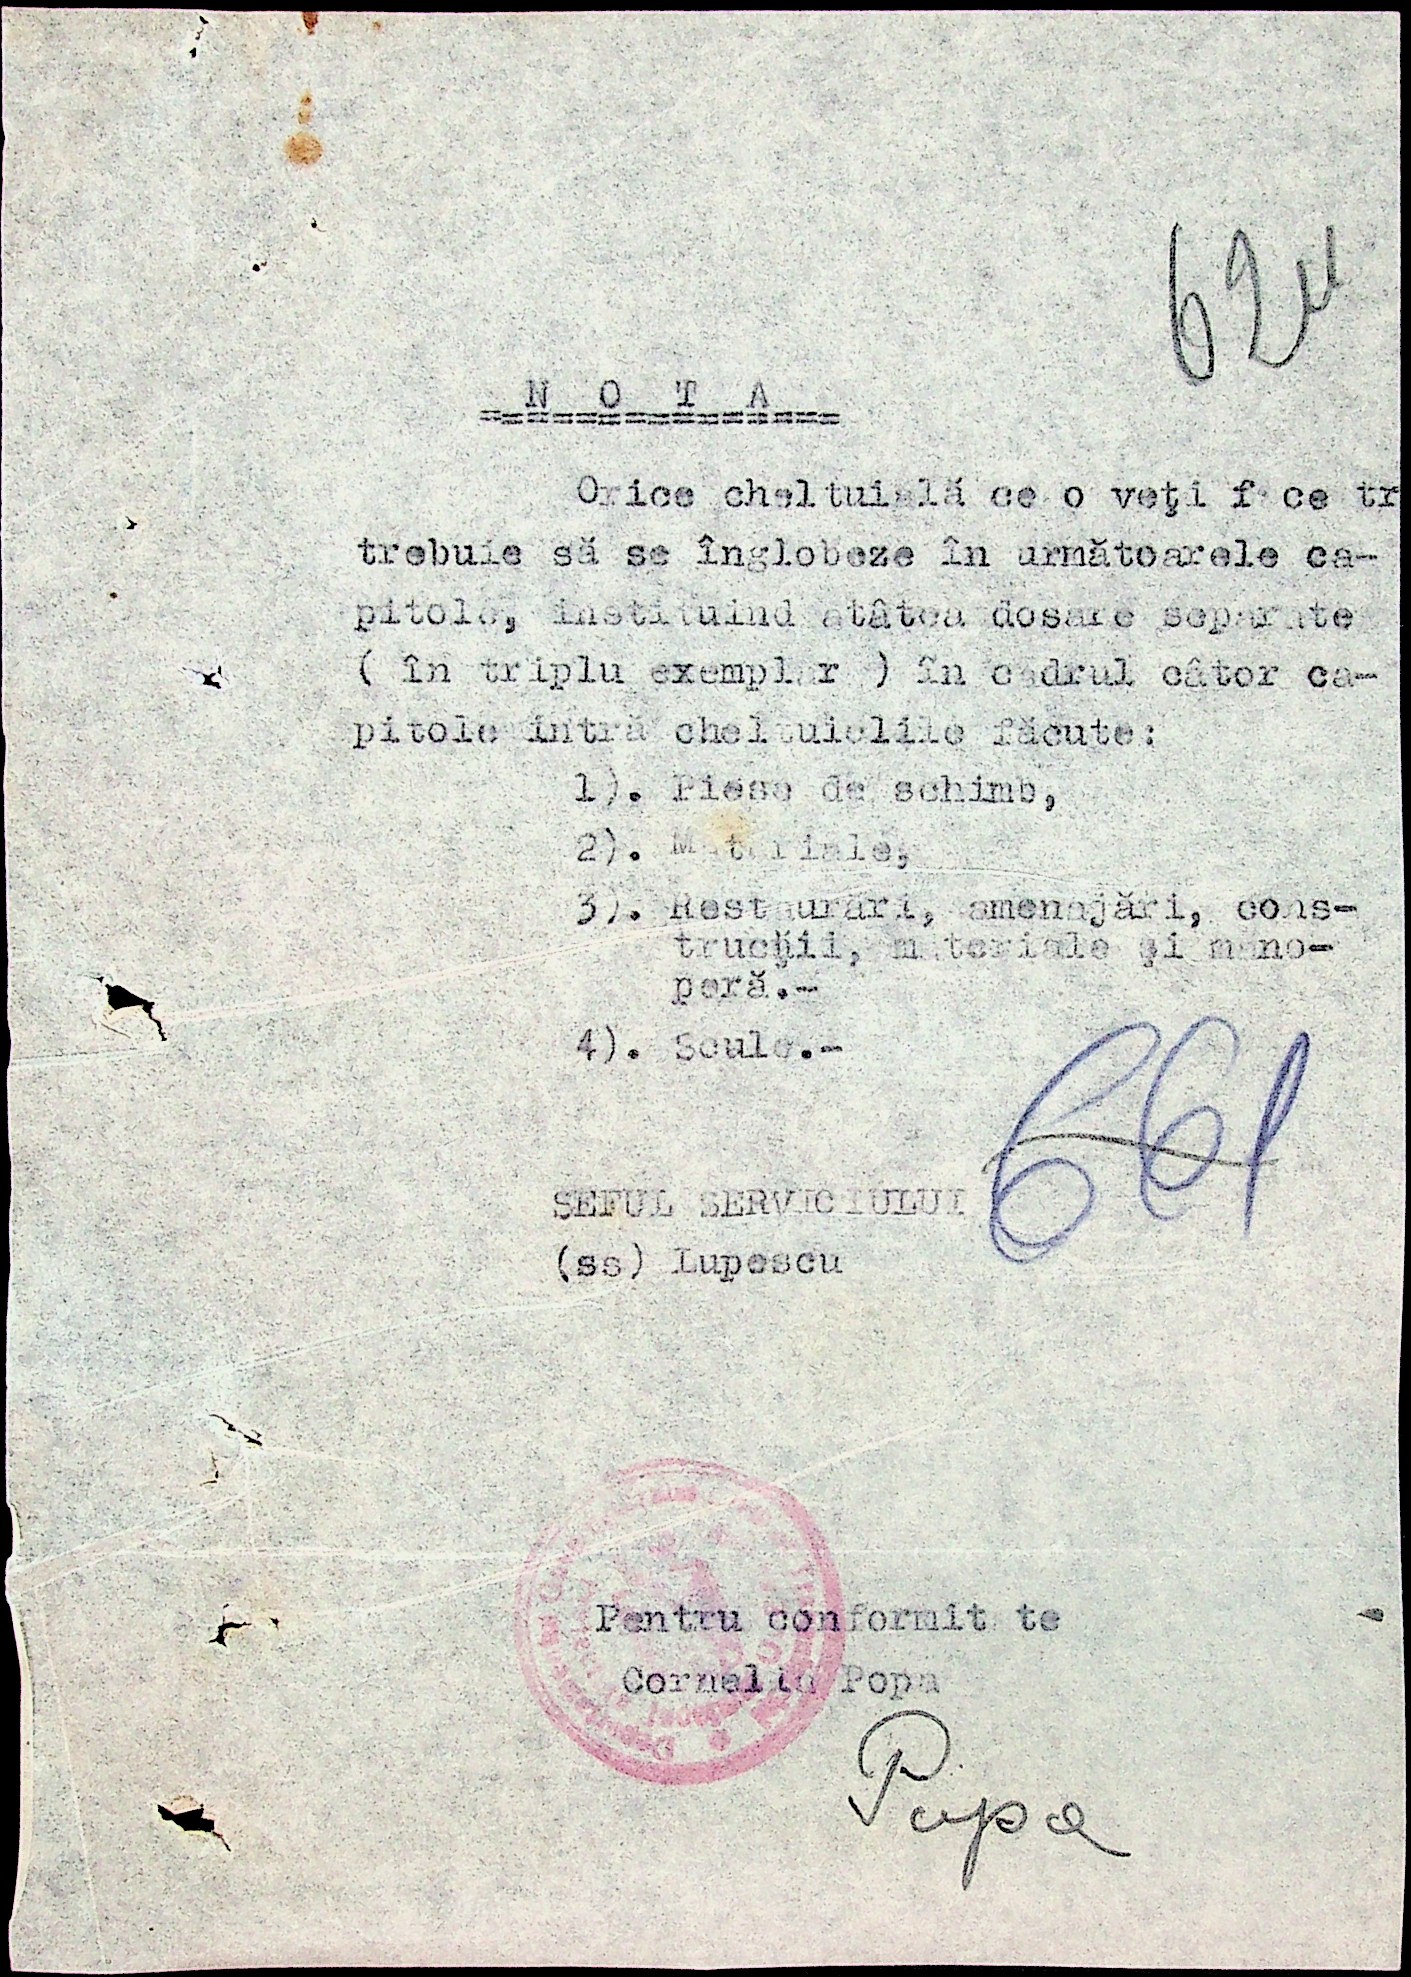 62
N O T A
Orice cheltuială ce o veţi face tr
trebuie să se înglobeze în următoarele ca-
pitole, instituind atâtea dosare separate
( în triplu exemplar ) în cadrul câtor ca-
pitole intră cheltuielile făcute:
1). Piese de schimb,
2). Materiale,
3). Restaurări, amenajări, cons-
trucţii, materiale şi mano-
peră.-
4). Scule.-
661
SEFUL SERVICIULUI
(ss) Lupescu
Pentru conformitate
Cornelia Popa
Popa